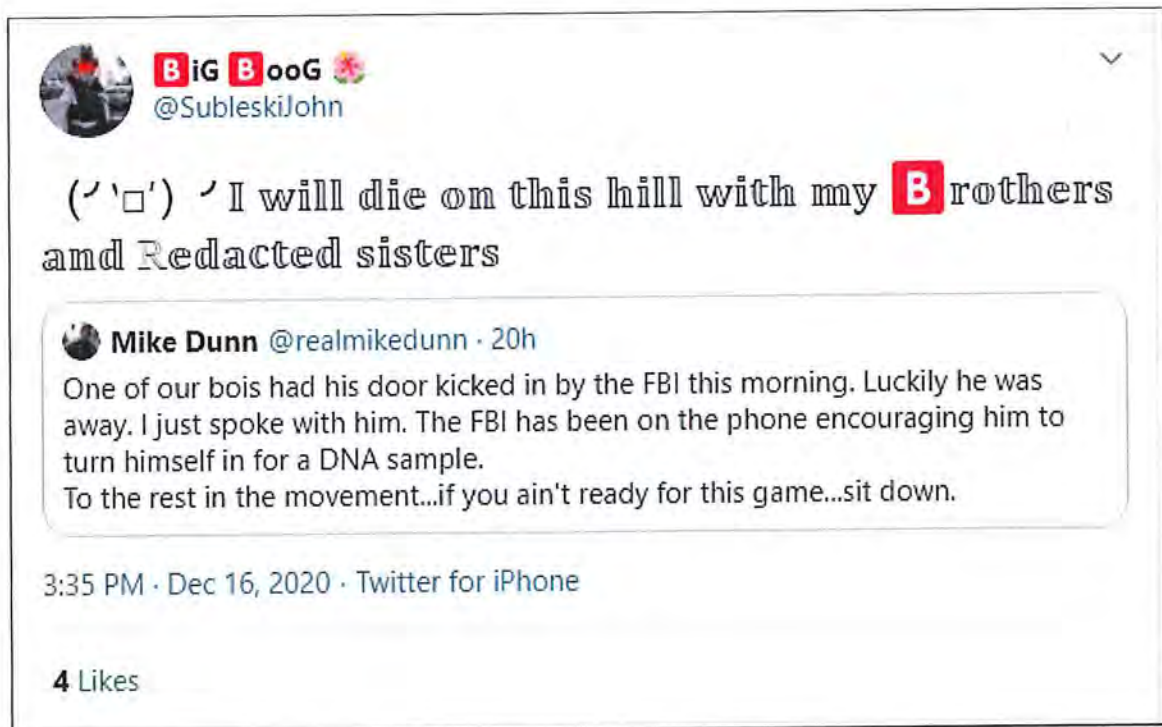 🅱️iG 🅱️ooG 🌺
@SubleskiJohn
(╯'□')╯I will die on this hill with my 🅱️rothers
and Redacted sisters
Mike Dunn @realmikedunn · 20h
One of our bois had his door kicked in by the FBI this morning. Luckily he was
away. I just spoke with him. The FBI has been on the phone encouraging him to
turn himself in for a DNA sample.
To the rest in the movement...if you ain't ready for this game...sit down.
3:35 PM · Dec 16, 2020 · Twitter for iPhone
4 Likes